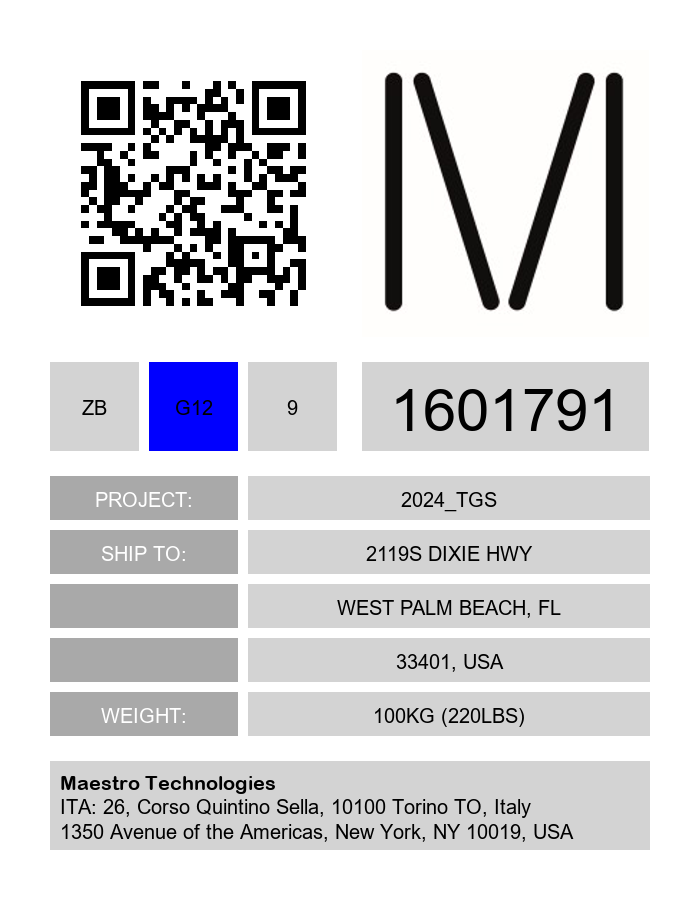 ZB G12 9 1601791
PROJECT: 2024_TGS
SHIP TO: 2119S DIXIE HWY
WEST PALM BEACH, FL
33401, USA
WEIGHT: 100KG (220LBS)
Maestro Technologies
ITA: 26, Corso Quintino Sella, 10100 Torino TO, Italy
1350 Avenue of the Americas, New York, NY 10019, USA